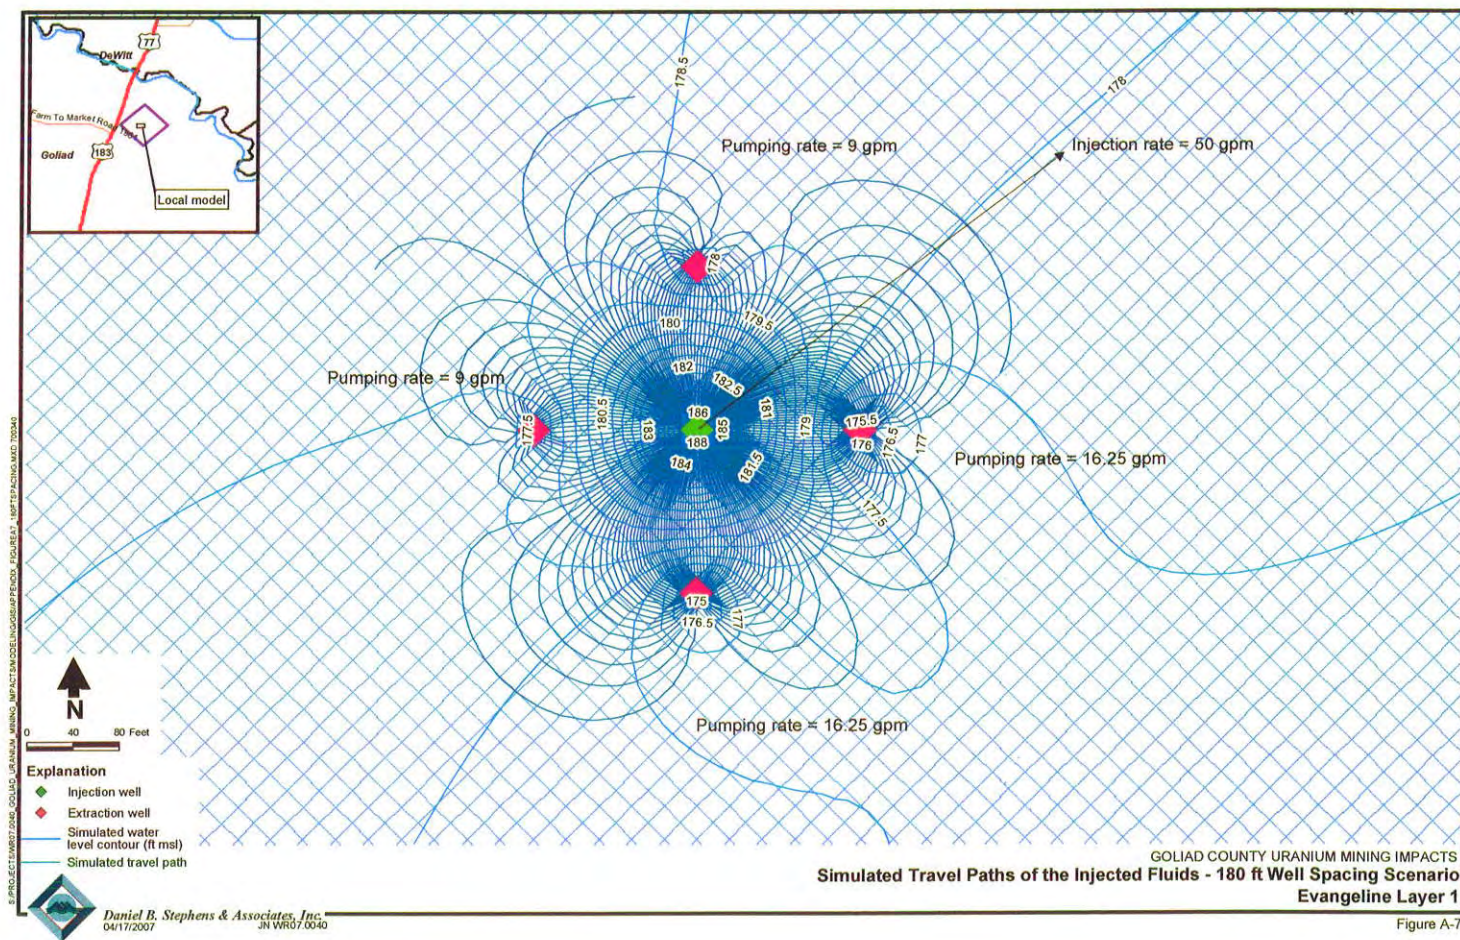 77
DeWitt
Farm To Market Road 1961
Goliad
183
Local model
178.5
178
Pumping rate = 9 gpm
Injection rate = 50 gpm
178
180
179.5
Pumping rate = 9 gpm
182
182.5
180.5
186
181
177.5
183
188
185
179
175.5
176
176.5
177
184
181.5
Pumping rate = 16.25 gpm
177.5
175
176.5
177
Pumping rate = 16.25 gpm
N
0 40 80 Feet
Explanation
Injection well
Extraction well
Simulated water
level contour (ft msl)
Simulated travel path
GOLIAD COUNTY URANIUM MINING IMPACTS
Simulated Travel Paths of the Injected Fluids - 180 ft Well Spacing Scenario
Evangeline Layer 1
Daniel B. Stephens & Associates, Inc.
04/17/2007 JN WR07.0040
Figure A-7